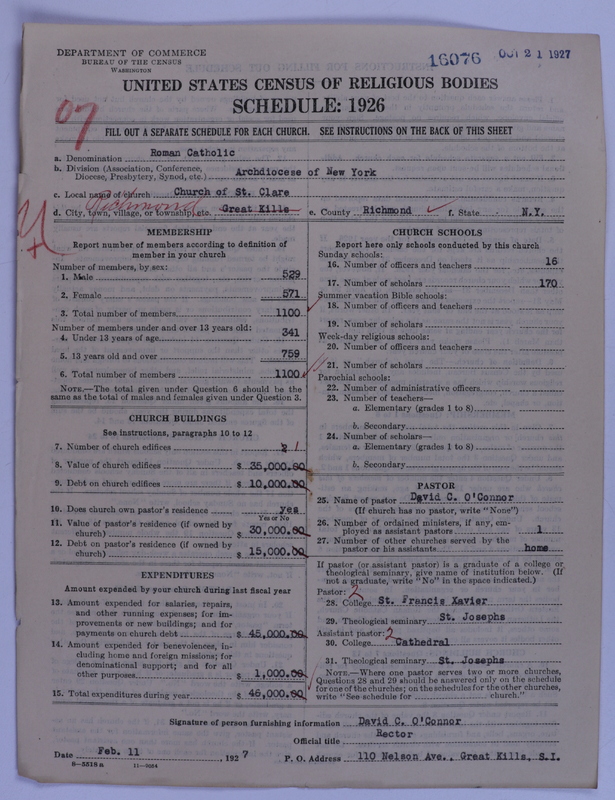 DEPARTMENT OF COMMERCE
BUREAU OF THE CENSUS
WASHINGTON
16076 OCT 21 1927
UNITED STATES CENSUS OF RELIGIOUS BODIES
SCHEDULE: 1926
07
FILL OUT A SEPARATE SCHEDULE FOR EACH CHURCH. SEE INSTRUCTIONS ON THE BACK OF THIS SHEET
a. Denomination Roman Catholic
b. Division (Association, Conference, Diocese, Presbytery, Synod, etc.) Archdiocese of New York
c. Local name of church Church of St. Clare
Richmond
d. City, town, village, or township, etc. Great Kills e. County Richmond f. State N.Y.
MEMBERSHIP
Report number of members according to definition of
member in your church
Number of members, by sex:
1. Male 529
2. Female 571
3. Total number of members 1100
Number of members under and over 13 years old:
4. Under 13 years of age 341
5. 13 years old and over 759
6. Total number of members 1100
NOTE.—The total given under Question 6 should be the
same as the total of males and females given under Question 3.
CHURCH BUILDINGS
See instructions, paragraphs 10 to 12
7. Number of church edifices 2 1
8. Value of church edifices $ 35,000.00
9. Debt on church edifices $ 10,000.00
10. Does church own pastor's residence yes
Yes or No
11. Value of pastor's residence (if owned by
church) $ 30,000.00
12. Debt on pastor's residence (if owned by
church) $ 15,000.00
EXPENDITURES
Amount expended by your church during last fiscal year
13. Amount expended for salaries, repairs,
and other running expenses; for im-
provements or new buildings; and for
payments on church debt $ 45,000.00
14. Amount expended for benevolences, in-
cluding home and foreign missions; for
denominational support; and for all
other purposes $ 1,000.00
15. Total expenditures during year $ 46,000.00
CHURCH SCHOOLS
Report here only schools conducted by this church
Sunday schools:
16. Number of officers and teachers 16
17. Number of scholars 170
Summer vacation Bible schools:
18. Number of officers and teachers
19. Number of scholars
Week-day religious schools:
20. Number of officers and teachers
21. Number of scholars
Parochial schools:
22. Number of administrative officers
23. Number of teachers—
a. Elementary (grades 1 to 8)
b. Secondary
24. Number of scholars—
a. Elementary (grades 1 to 8)
b. Secondary
PASTOR
25. Name of pastor David C. O'Connor
(If church has no pastor, write "None")
26. Number of ordained ministers, if any, em-
ployed as assistant pastors 1
27. Number of other churches served by the
pastor or his assistants home
If pastor (or assistant pastor) is a graduate of a college or
theological seminary, give name of institution below. (If
not a graduate, write "No" in the space indicated.)
Pastor: 2
28. College St. Francis Xavier
29. Theological seminary St. Josephs
Assistant pastor: 2
30. College Cathedral
31. Theological seminary St. Josephs
NOTE.—Where one pastor serves two or more churches,
Questions 28 and 29 should be answered only on the schedule
for one of the churches; on the schedules for the other churches,
write "See schedule for church."
Signature of person furnishing information David C. O'Connor
Official title Rector
Date Feb. 11, 1927 P. O. Address 110 Nelson Ave., Great Kills, S.I.
8-5518a 11-9684